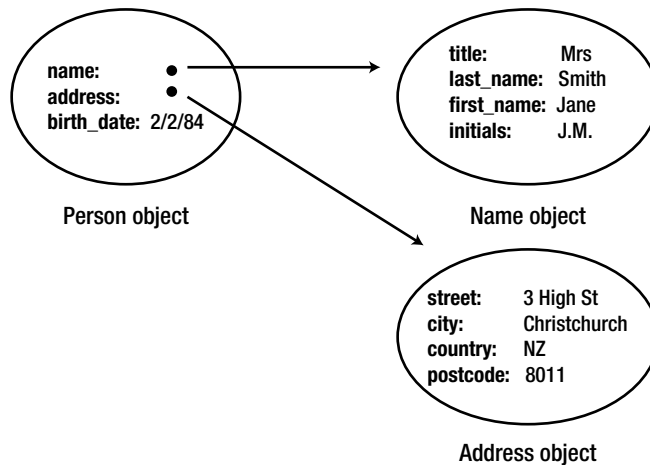 name:
address:
birth_date: 2/2/84
Person object
title: Mrs
last_name: Smith
first_name: Jane
initials: J.M.
Name object
street: 3 High St
city: Christchurch
country: NZ
postcode: 8011
Address object